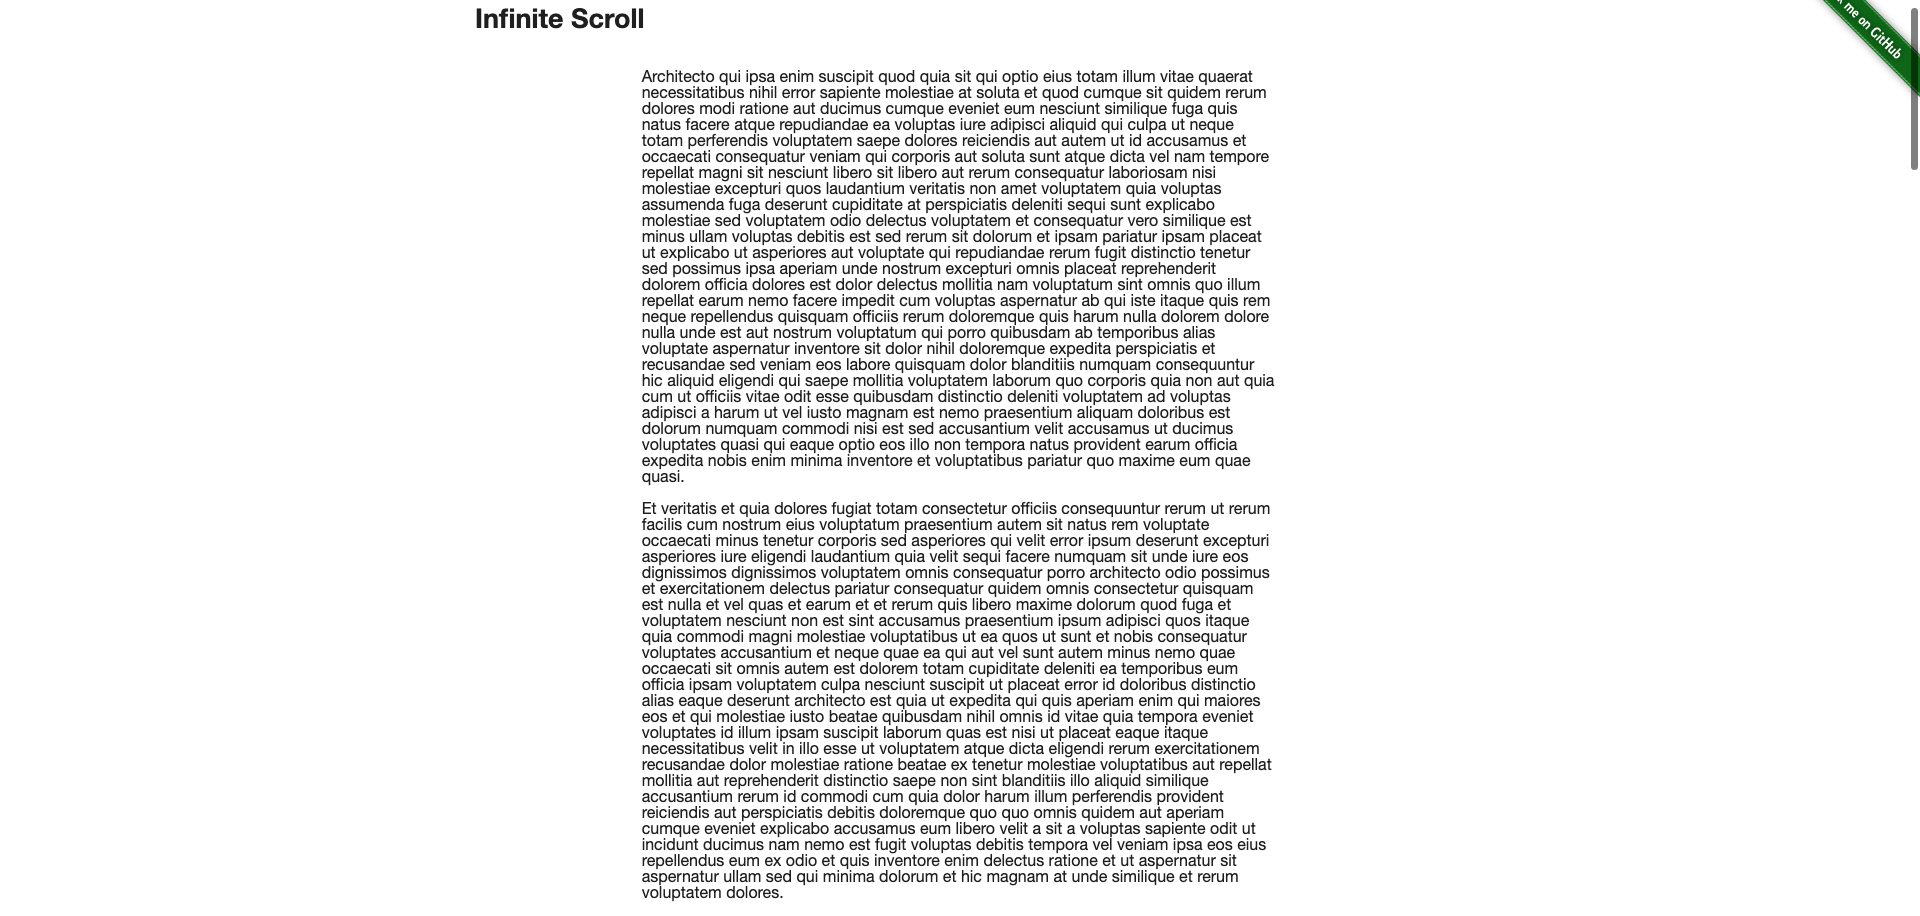 Infinite Scroll
me on GitHub
Architecto qui ipsa enim suscipit quod quia sit qui optio eius totam illum vitae quaerat
necessitatibus nihil error sapiente molestiae at soluta et quod cumque sit quidem rerum
dolores modi ratione aut ducimus cumque eveniet eum nesciunt similique fuga quis
natus facere atque repudiandae ea voluptas iure adipisci aliquid qui culpa ut neque
totam perferendis voluptatem saepe dolores reiciendis aut autem ut id accusamus et
occaecati consequatur veniam qui corporis aut soluta sunt atque dicta vel nam tempore
repellat magni sit nesciunt libero sit libero aut rerum consequatur laboriosam nisi
molestiae excepturi quos laudantium veritatis non amet voluptatem quia voluptas
assumenda fuga deserunt cupiditate at perspiciatis deleniti sequi sunt explicabo
molestiae sed voluptatem odio delectus voluptatem et consequatur vero similique est
minus ullam voluptas debitis est sed rerum sit dolorum et ipsam pariatur ipsam placeat
ut explicabo ut asperiores aut voluptate qui repudiandae rerum fugit distinctio tenetur
sed possimus ipsa aperiam unde nostrum excepturi omnis placeat reprehenderit
dolorem officia dolores est dolor delectus mollitia nam voluptatum sint omnis quo illum
repellat earum nemo facere impedit cum voluptas aspernatur ab qui iste itaque quis rem
neque repellendus quisquam officiis rerum doloremque quis harum nulla dolorem dolore
nulla unde est aut nostrum voluptatum qui porro quibusdam ab temporibus alias
voluptate aspernatur inventore sit dolor nihil doloremque expedita perspiciatis et
recusandae sed veniam eos labore quisquam dolor blanditiis numquam consequuntur
hic aliquid eligendi qui saepe mollitia voluptatem laborum quo corporis quia non aut quia
cum ut officiis vitae odit esse quibusdam distinctio deleniti voluptatem ad voluptas
adipisci a harum ut vel iusto magnam est nemo praesentium aliquam doloribus est
dolorum numquam commodi nisi est sed accusantium velit accusamus ut ducimus
voluptates quasi qui eaque optio eos illo non tempora natus provident earum officia
expedita nobis enim minima inventore et voluptatibus pariatur quo maxime eum quae
quasi.
Et veritatis et quia dolores fugiat totam consectetur officiis consequuntur rerum ut rerum
facilis cum nostrum eius voluptatum praesentium autem sit natus rem voluptate
occaecati minus tenetur corporis sed asperiores qui velit error ipsum deserunt excepturi
asperiores iure eligendi laudantium quia velit sequi facere numquam sit unde iure eos
dignissimos dignissimos voluptatem omnis consequatur porro architecto odio possimus
et exercitationem delectus pariatur consequatur quidem omnis consectetur quisquam
est nulla et vel quas et earum et et rerum quis libero maxime dolorum quod fuga et
voluptatem nesciunt non est sint accusamus praesentium ipsum adipisci quos itaque
quia commodi magni molestiae voluptatibus ut ea quos ut sunt et nobis consequatur
voluptates accusantium et neque quae ea qui aut vel sunt autem minus nemo quae
occaecati sit omnis autem est dolorem totam cupiditate deleniti ea temporibus eum
officia ipsam voluptatem culpa nesciunt suscipit ut placeat error id doloribus distinctio
alias eaque deserunt architecto est quia ut expedita qui quis aperiam enim qui maiores
eos et qui molestiae iusto beatae quibusdam nihil omnis id vitae quia tempora eveniet
voluptates id illum ipsam suscipit laborum quas est nisi ut placeat eaque itaque
necessitatibus velit in illo esse ut voluptatem atque dicta eligendi rerum exercitationem
recusandae dolor molestiae ratione beatae ex tenetur molestiae voluptatibus aut repellat
mollitia aut reprehenderit distinctio saepe non sint blanditiis illo aliquid similique
accusantium rerum id commodi cum quia dolor harum illum perferendis provident
reiciendis aut perspiciatis debitis doloremque quo quo omnis quidem aut aperiam
cumque eveniet explicabo accusamus eum libero velit a sit a voluptas sapiente odit ut
incidunt ducimus nam nemo est fugit voluptas debitis tempora vel veniam ipsa eos eius
repellendus eum ex odio et quis inventore enim delectus ratione et ut aspernatur sit
aspernatur ullam sed qui minima dolorum et hic magnam at unde similique et rerum
voluptatem dolores.